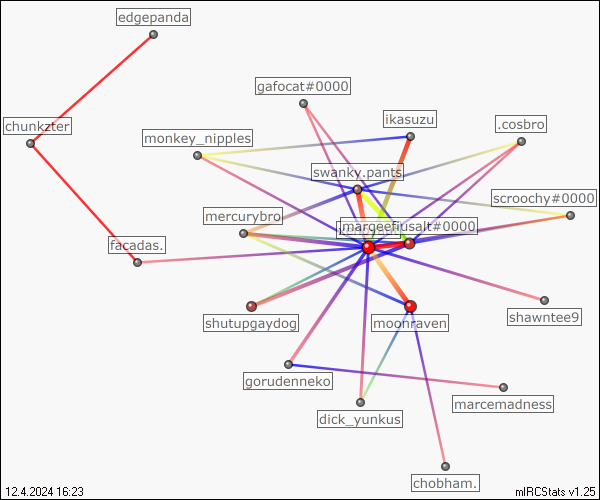 edgepanda
gafocat#0000
chunkzter
ikasuzu
.cosbro
monkey_nipples
swanky.pants
scroochy#0000
mercurybro
margeefiusalt#0000
facadas.
shutupgaydog
moonraven
shawntee9
gorudenneko
marcemadness
dick_yunkus
chobham.
12.4.2024 16:23
mIRCStats v1.25